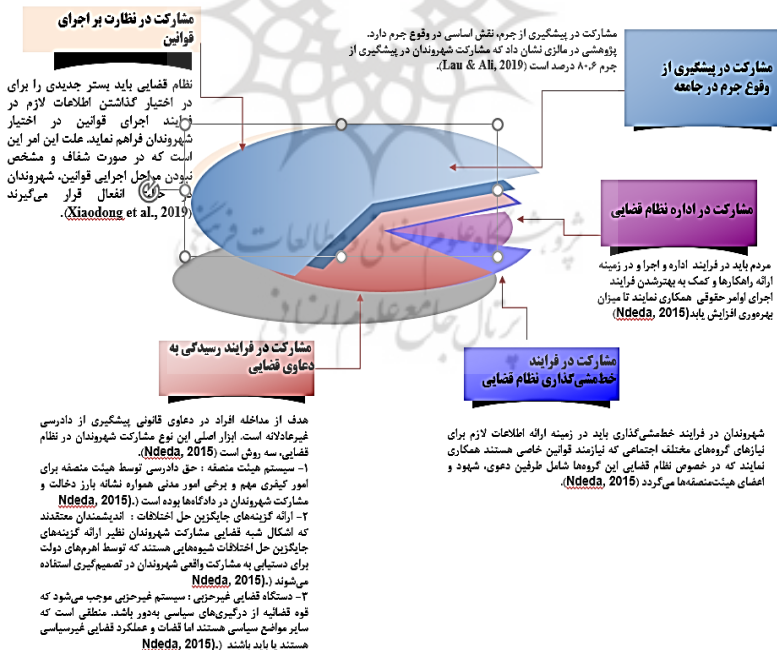 مشارکت در نظارت بر اجرای
قوانین
نظام قضایی باید بستر جدیدی را برای
در اختیار گذاشتن اطلاعات لازم در
فرایند اجرای قوانین در اختیار
شهروندان فراهم نماید. علت این امر این
است که در صورت شفاف و مشخص
نبودن مراحل اجرایی قوانین، شهروندان
در حالت انفعال قرار می‌گیرند
(Xiaodong et al., 2019).
مشارکت در پیشگیری از جرم، نقش اساسی در وقوع جرم دارد.
پژوهشی در مالزی نشان داد که مشارکت شهروندان در پیشگیری از
جرم ۸۰,۶ درصد است (Lau & Ali, 2019).
مشارکت در پیشگیری از
وقوع جرم در جامعه
مشارکت در اداره نظام قضایی
مردم باید در فرایند اداره و اجرا و در زمینه
ارائه راهکارها و کمک به بهترشدن فرایند
اجرای اوامر حقوقی همکاری نمایند تا میزان
بهره‌وری افزایش یابد(Ndeda, 2015)
پژوهشگاه علوم انسانی و مطالعات فرهنگی
پرتال جامع علوم انسانی
مشارکت در فرایند رسیدگی به
دعاوی قضایی
هدف از مداخله افراد در دعاوی قانونی پیشگیری از دادرسی
غیرعادلانه است. ابزار اصلی این نوع مشارکت شهروندان در نظام
قضایی، سه روش است (Ndeda, 2015).
۱- سیستم هیئت منصفه : حق دادرسی توسط هیئت منصفه برای
امور کیفری مهم و برخی امور مدنی همواره نشانه بارز دخالت و
مشارکت شهروندان در دادگاه‌ها بوده است (.Ndeda, 2015)
۲- ارائه گزینه‌های جایگزین حل اختلافات : اندیشمندان معتقدند
که اشکال شبه قضایی مشارکت شهروندان نظیر ارائه گزینه‌های
جایگزین حل اختلافات شیوه‌هایی هستند که توسط اهرم‌های دولت
برای دستیابی به مشارکت واقعی شهروندان در تصمیم‌گیری استفاده
می‌شوند (.Ndeda, 2015)
۳- دستگاه قضایی غیرحزبی : سیستم غیرحزبی موجب می‌شود که
قوه قضائیه از درگیری‌های سیاسی به‌دور باشد. منطقی است که
سایر مواضع سیاسی هستند اما قضات و عملکرد قضایی غیرسیاسی
هستند یا باید باشند (.Ndeda, 2015)
مشارکت در فرایند
خط‌مشی‌گذاری نظام قضایی
شهروندان در فرایند خط‌مشی‌گذاری باید در زمینه ارائه اطلاعات لازم برای
نیازهای گروه‌های مختلف اجتماعی که نیازمند قوانین خاصی هستند همکاری
نمایند که در خصوص نظام قضایی این گروه‌ها شامل طرفین دعوی، شهود و
اعضای هیئت‌منصفه‌ها می‌گردد (Ndeda, 2015).